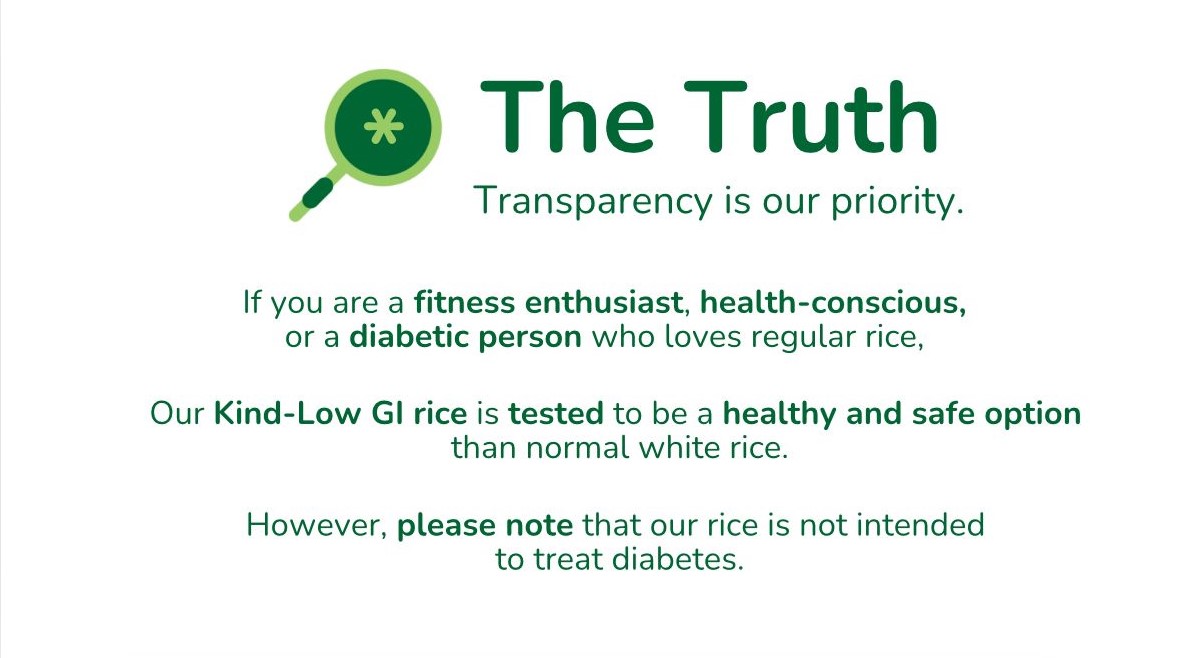 The Truth
Transparency is our priority.
If you are a fitness enthusiast, health-conscious,
or a diabetic person who loves regular rice,
Our Kind-Low GI rice is tested to be a healthy and safe option
than normal white rice.
However, please note that our rice is not intended
to treat diabetes.